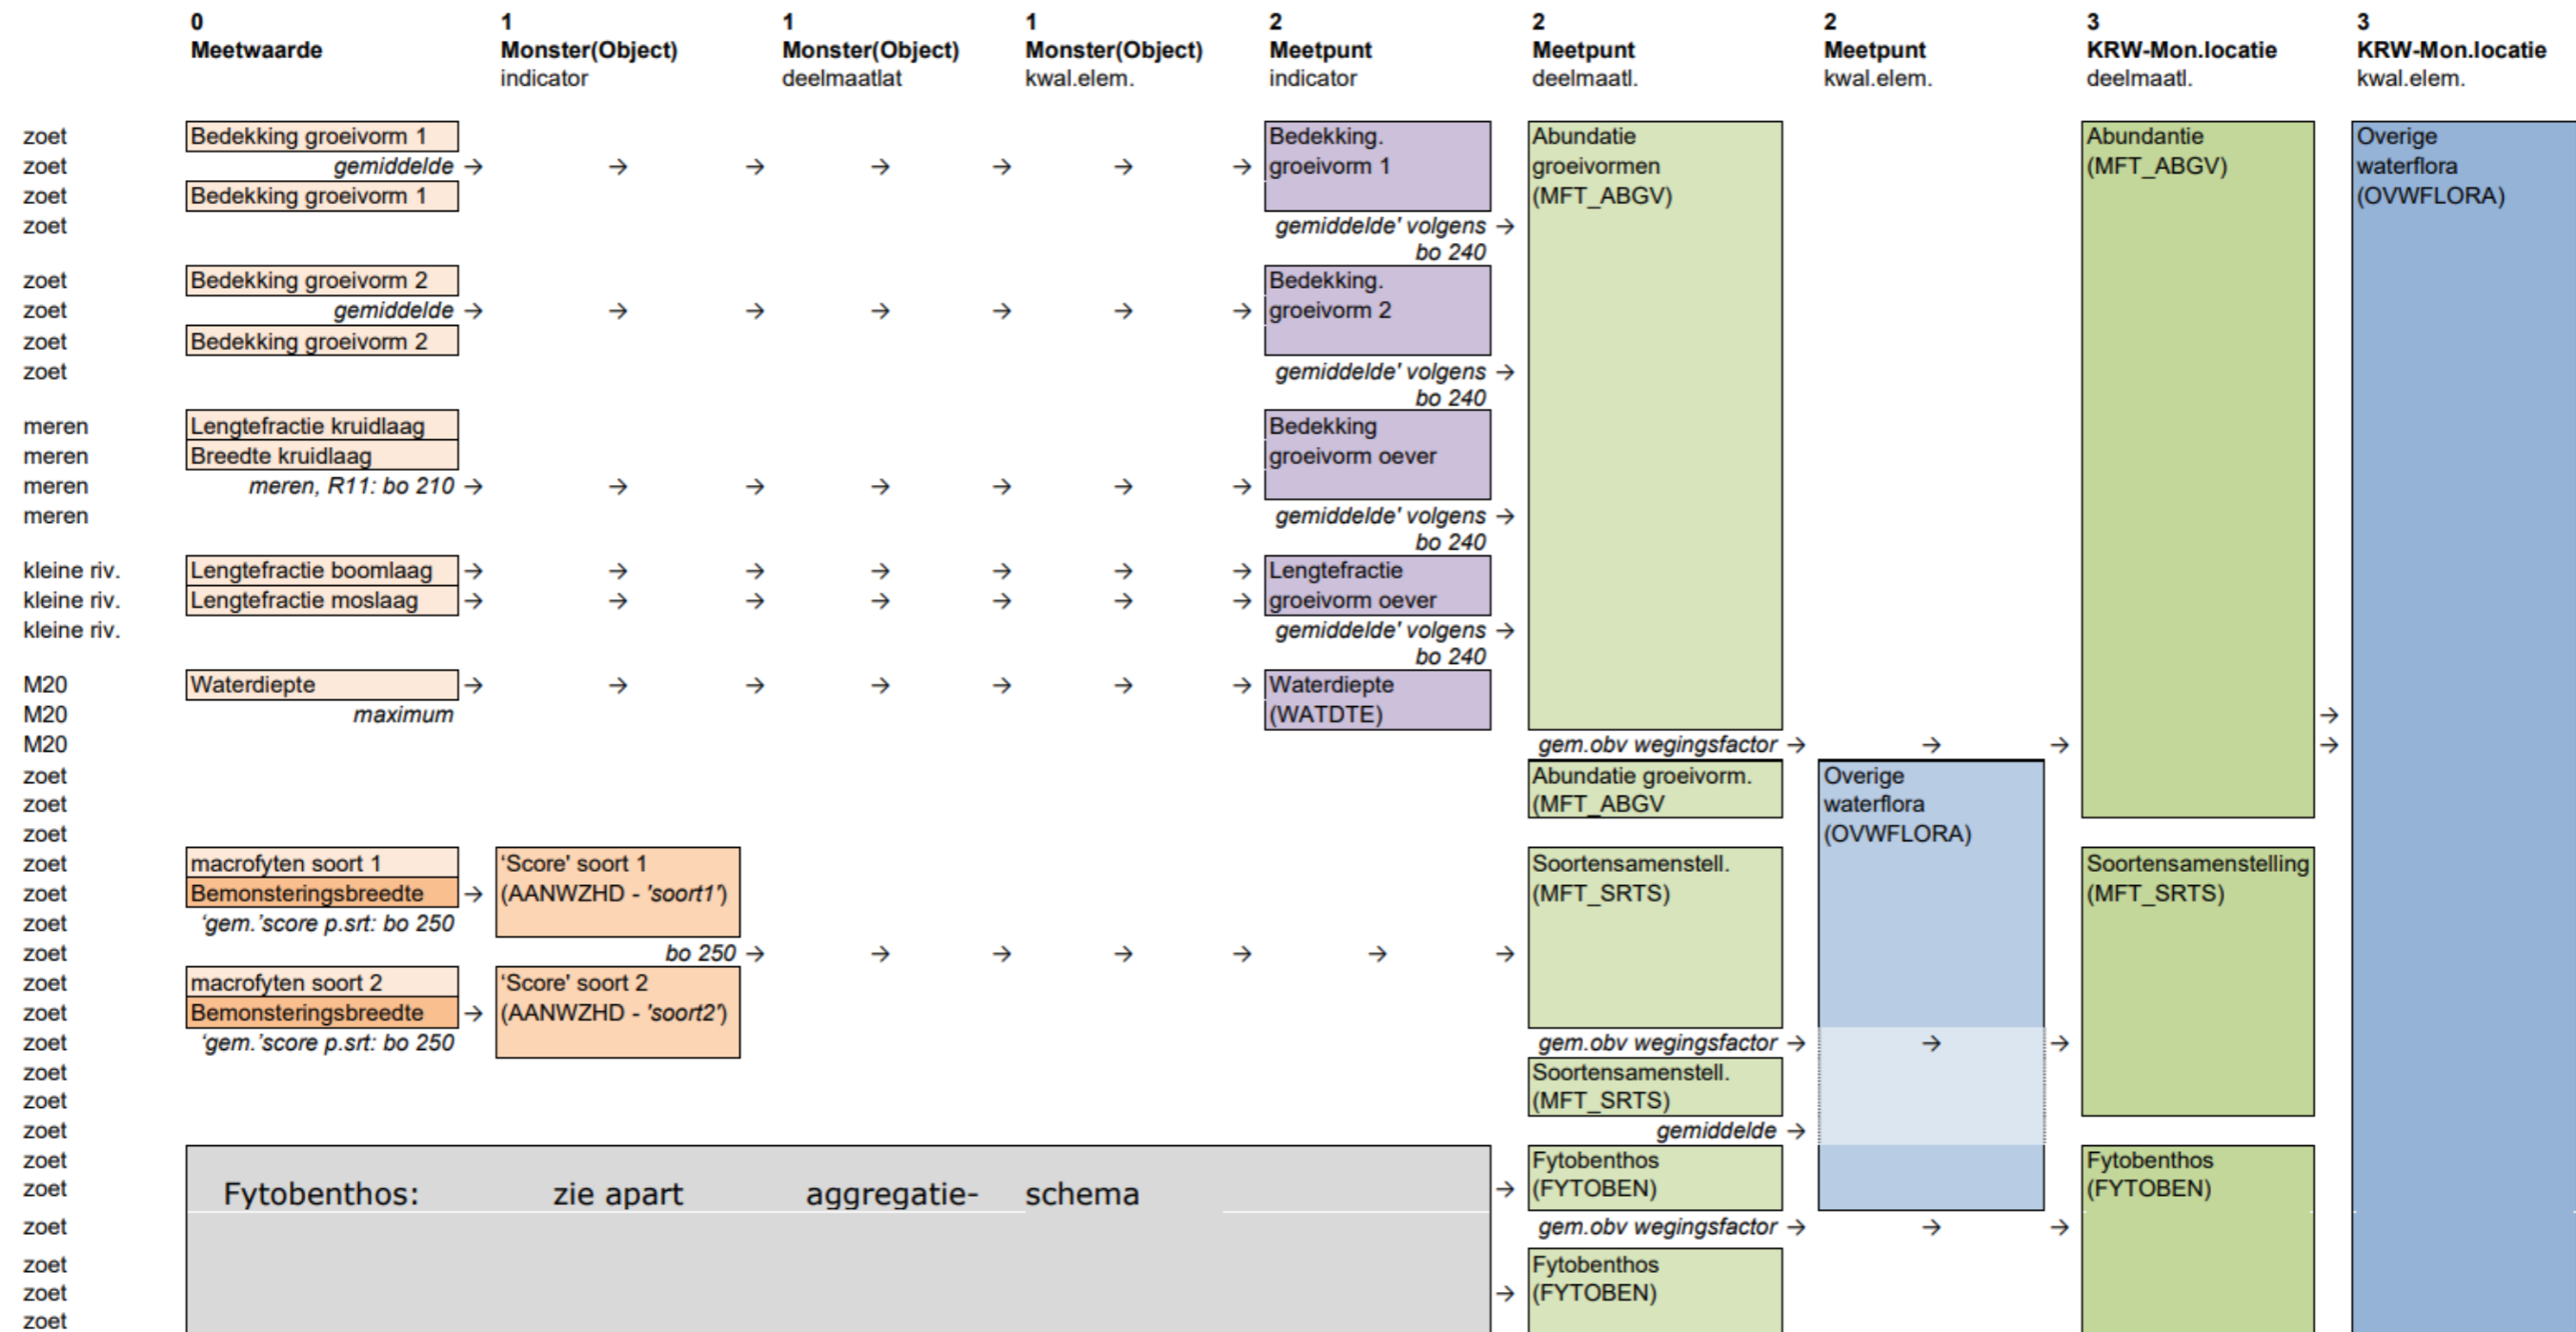 0 1 1 1 2 2 2 3 3
Meetwaarde Monster(Object) Monster(Object) Monster(Object) Meetpunt Meetpunt Meetpunt KRW-Mon.locatie KRW-Mon.locatie
indicator deelmaatlat kwal.elem. indicator deelmaatl. kwal.elem. deelmaatl. kwal.elem.
zoet Bedekking groeivorm 1 Bedekking. Abundatie Abundantie Overige
zoet gemiddelde → → → → → → → groeivorm 1 groeivormen (MFT_ABGV) waterflora
zoet Bedekking groeivorm 1 (MFT_ABGV) (OVWFLORA)
zoet gemiddelde' volgens →
bo 240
zoet Bedekking groeivorm 2 Bedekking.
zoet gemiddelde → → → → → → → groeivorm 2
zoet Bedekking groeivorm 2
zoet gemiddelde' volgens →
bo 240
meren Lengtefractie kruidlaag Bedekking
meren Breedte kruidlaag groeivorm oever
meren meren, R11: bo 210 → → → → → → →
meren gemiddelde' volgens →
bo 240
kleine riv. Lengtefractie boomlaag → → → → → → → Lengtefractie
kleine riv. Lengtefractie moslaag → → → → → → → groeivorm oever
kleine riv. gemiddelde' volgens →
bo 240
M20 Waterdiepte → → → → → → → Waterdiepte
M20 maximum (WATDTE) →
M20 gem.obv wegingsfactor → → → →
zoet Abundatie groeivorm. Overige
zoet (MFT_ABGV waterflora
zoet (OVWFLORA)
zoet macrofyten soort 1 ‘Score' soort 1 Soortensamenstell. Soortensamenstelling
zoet Bemonsteringsbreedte → (AANWZHD - 'soort1') (MFT_SRTS) (MFT_SRTS)
zoet ‘gem.’score p.srt: bo 250
zoet bo 250 → → → → → → →
zoet macrofyten soort 2 ‘Score' soort 2
zoet Bemonsteringsbreedte → (AANWZHD - 'soort2')
zoet ‘gem.’score p.srt: bo 250 gem.obv wegingsfactor → → →
zoet Soortensamenstell.
zoet (MFT_SRTS)
zoet gemiddelde →
zoet Fytobenthos Fytobenthos
zoet Fytobenthos: zie apart aggregatie- schema → (FYTOBEN) (FYTOBEN)
zoet gem.obv wegingsfactor → → →
zoet Fytobenthos
zoet → (FYTOBEN)
zoet